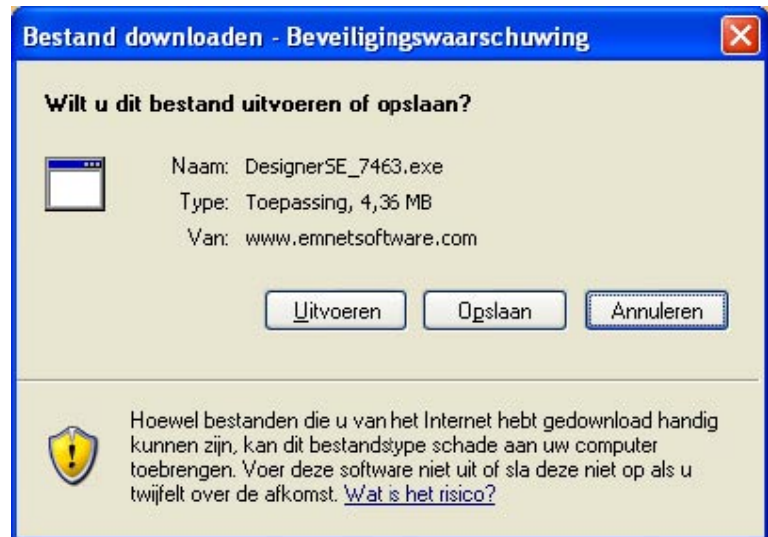 Bestand downloaden - Beveiligingswaarschuwing
Wilt u dit bestand uitvoeren of opslaan?
Naam: DesignerSE_7463.exe
Type: Toepassing, 4,36 MB
Van: www.emnetsoftware.com
Uitvoeren Opslaan Annuleren
Hoewel bestanden die u van het Internet hebt gedownload handig
kunnen zijn, kan dit bestandstype schade aan uw computer
toebrengen. Voer deze software niet uit of sla deze niet op als u
twijfelt over de afkomst. Wat is het risico?